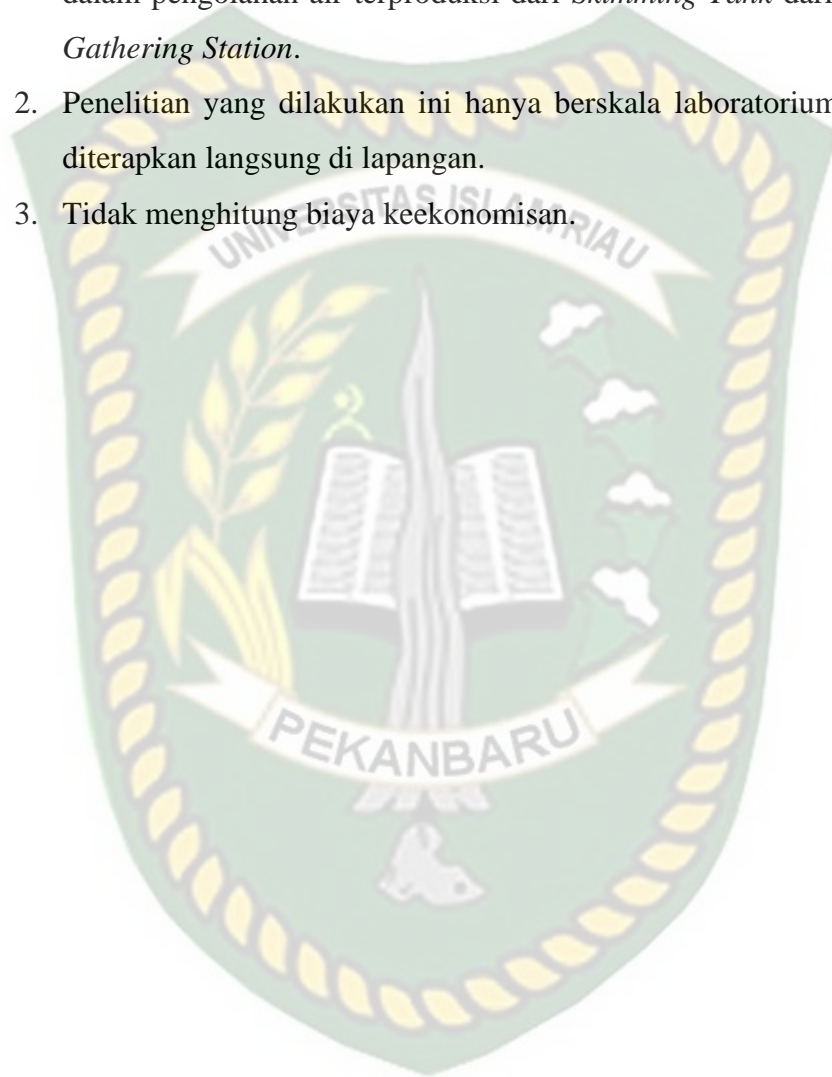 dalam pengolahan air terproduksi dari Skimming Tank dari
Gathering Station.
2. Penelitian yang dilakukan ini hanya berskala laboratorium
diterapkan langsung di lapangan.
3. Tidak menghitung biaya keekonomisan.
UNIVERSITAS ISLAM RIAU
PEKANBARU